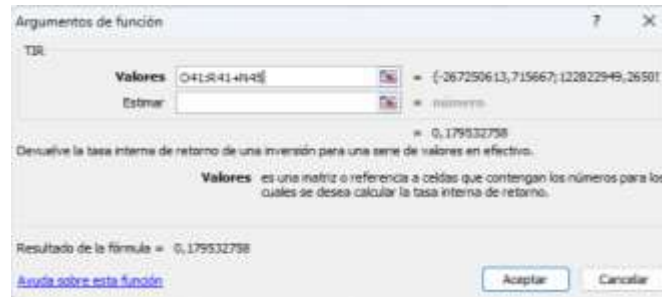 Argumentos de función ? ×
TIR
Valores O41:R41+N45 = {-267250613,715667;122822949,2650!
Estimar = número
= 0,179532758
Devuelve la tasa interna de retorno de una inversión para una serie de valores en efectivo.
Valores es una matriz o referencia a celdas que contengan los números para los
cuales se desea calcular la tasa interna de retorno.
Resultado de la fórmula = 0,179532758
Ayuda sobre esta función Aceptar Cancelar